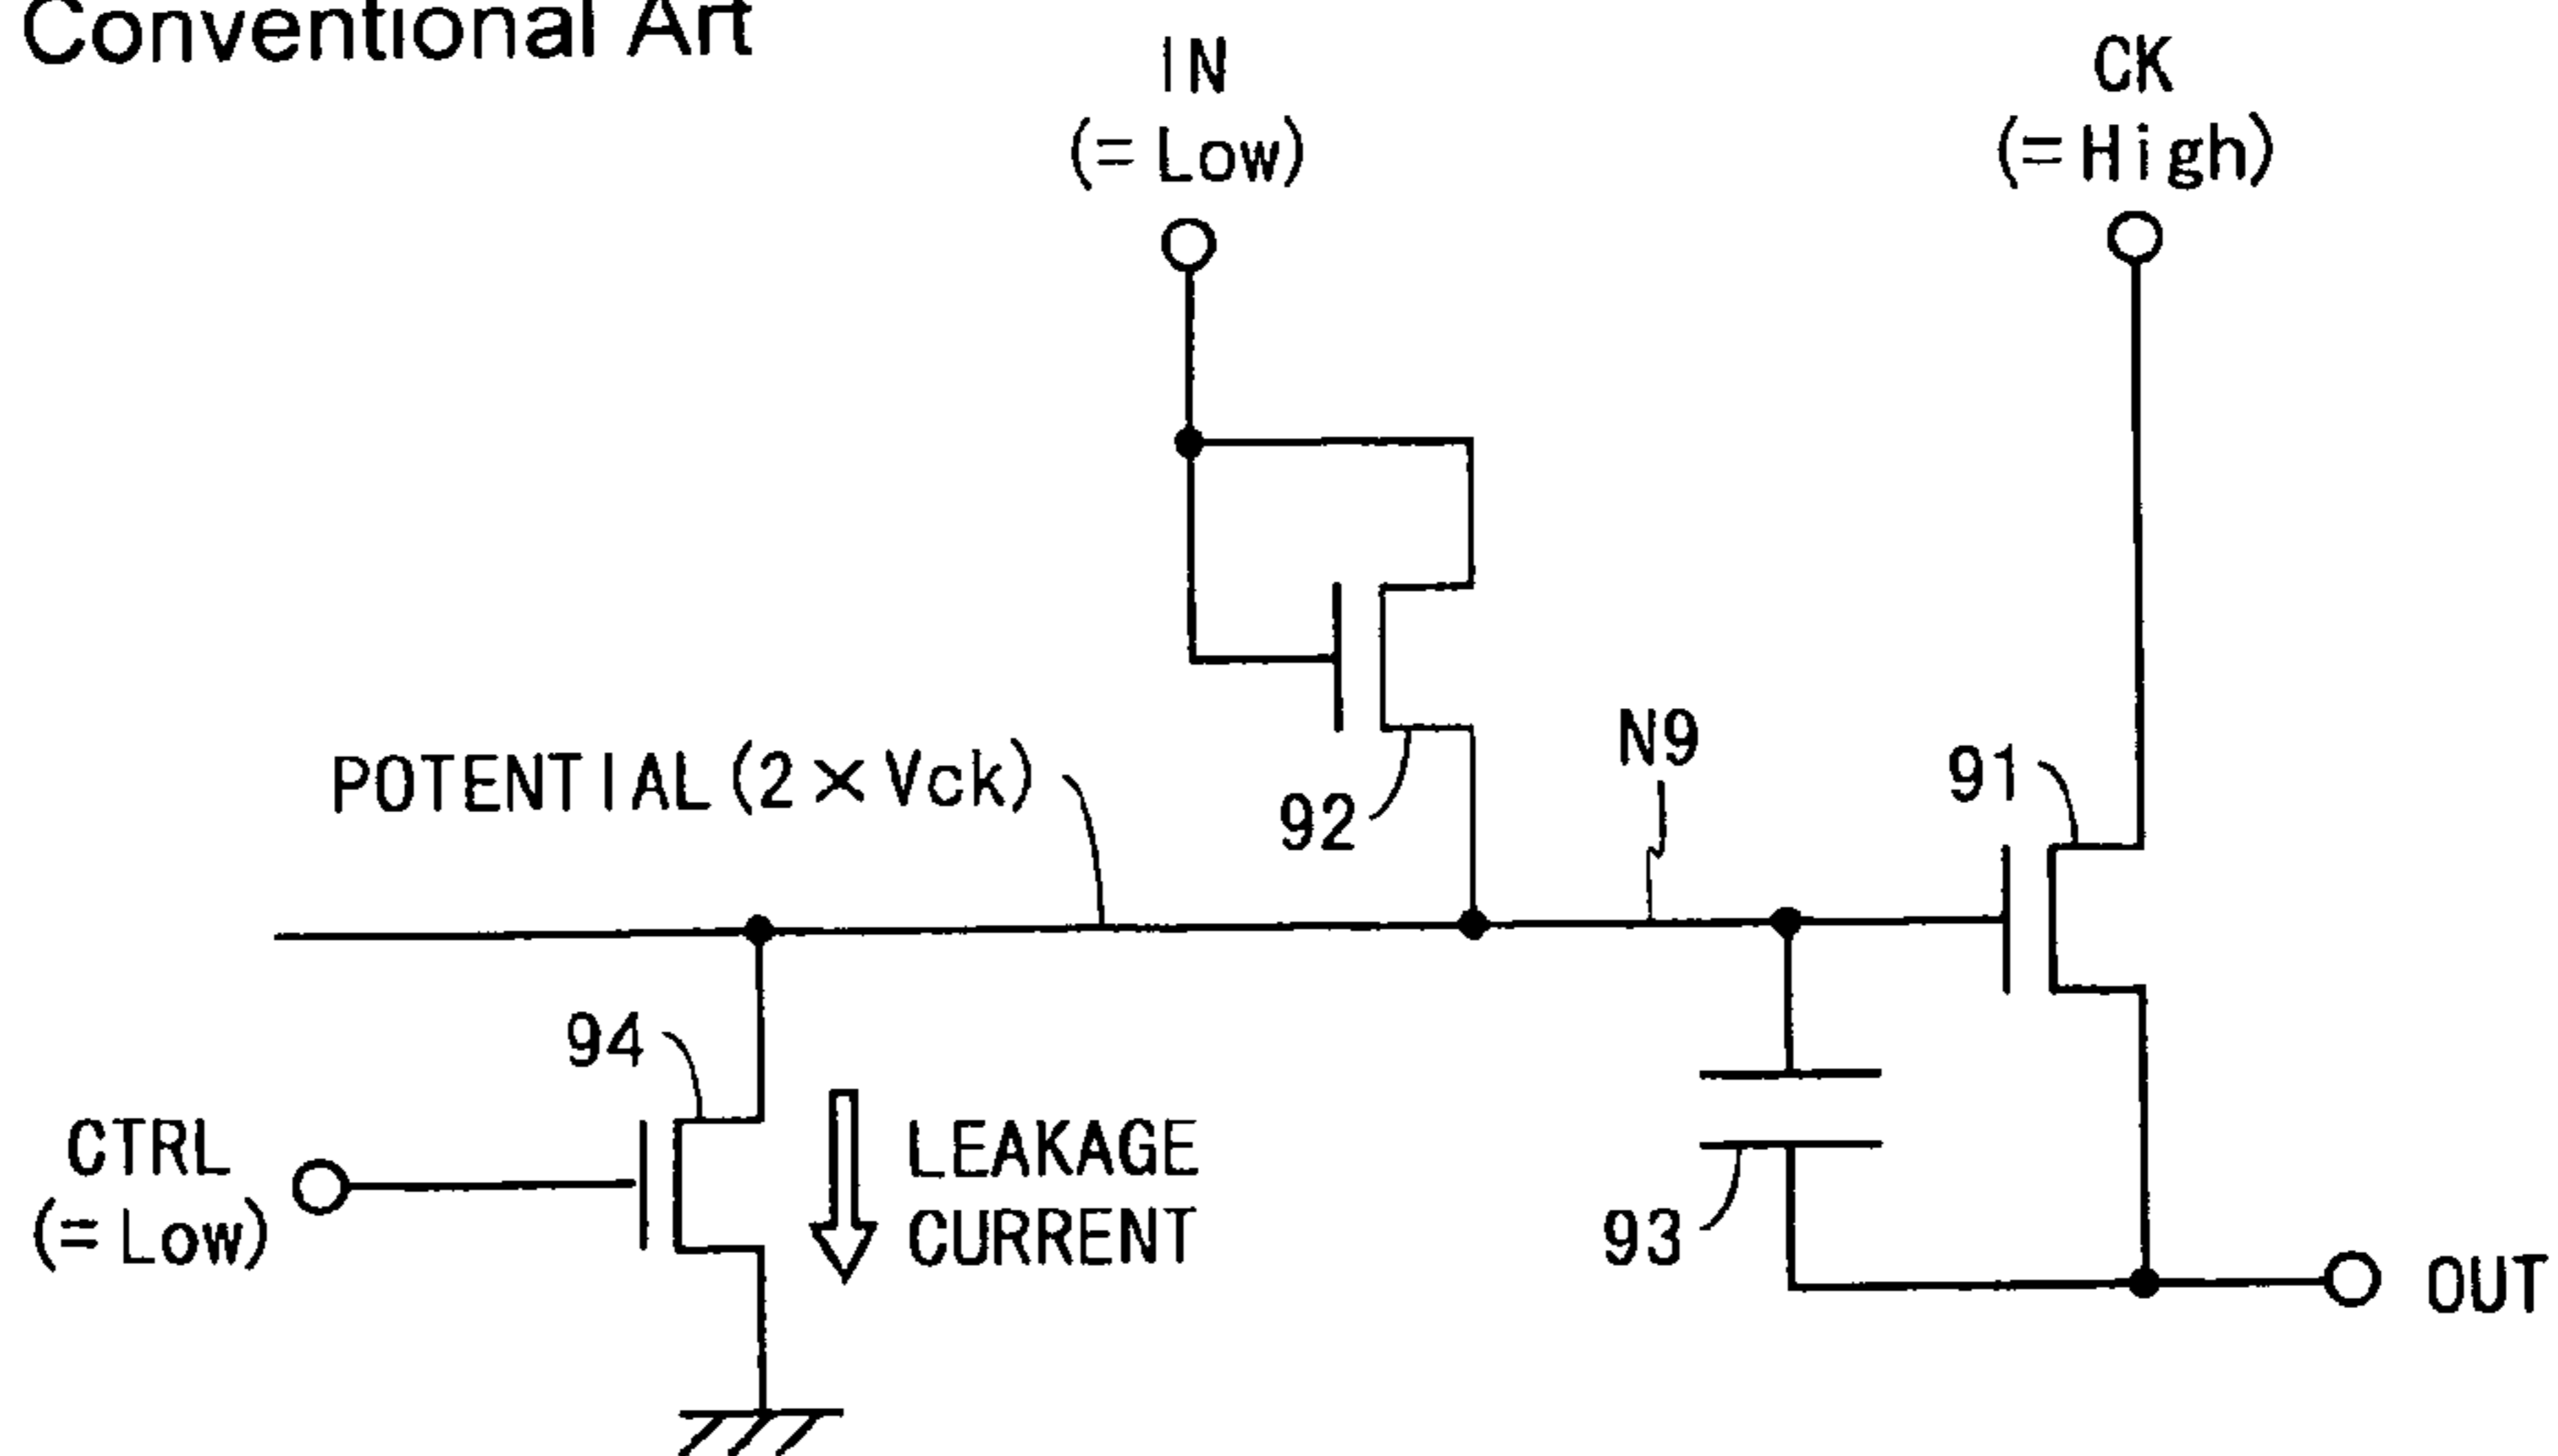 Conventional Art
IN
(= Low)
CK
(= High)
POTENTIAL (2 × Vck)
N9
91
92
94
CTRL
(= Low)
LEAKAGE
CURRENT
93
OUT